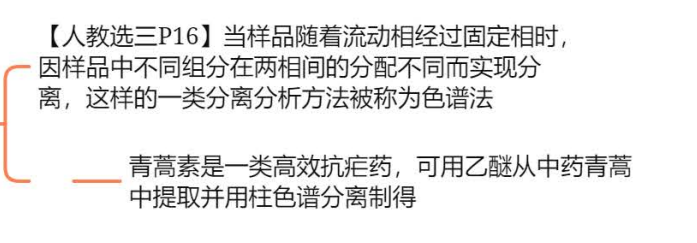 【人教选三P16】当样品随着流动相经过固定相时，
因样品中不同组分在两相间的分配不同而实现分
离，这样的一类分离分析方法被称为色谱法
青蒿素是一类高效抗疟药，可用乙醚从中药青蒿
中提取并用柱色谱分离制得